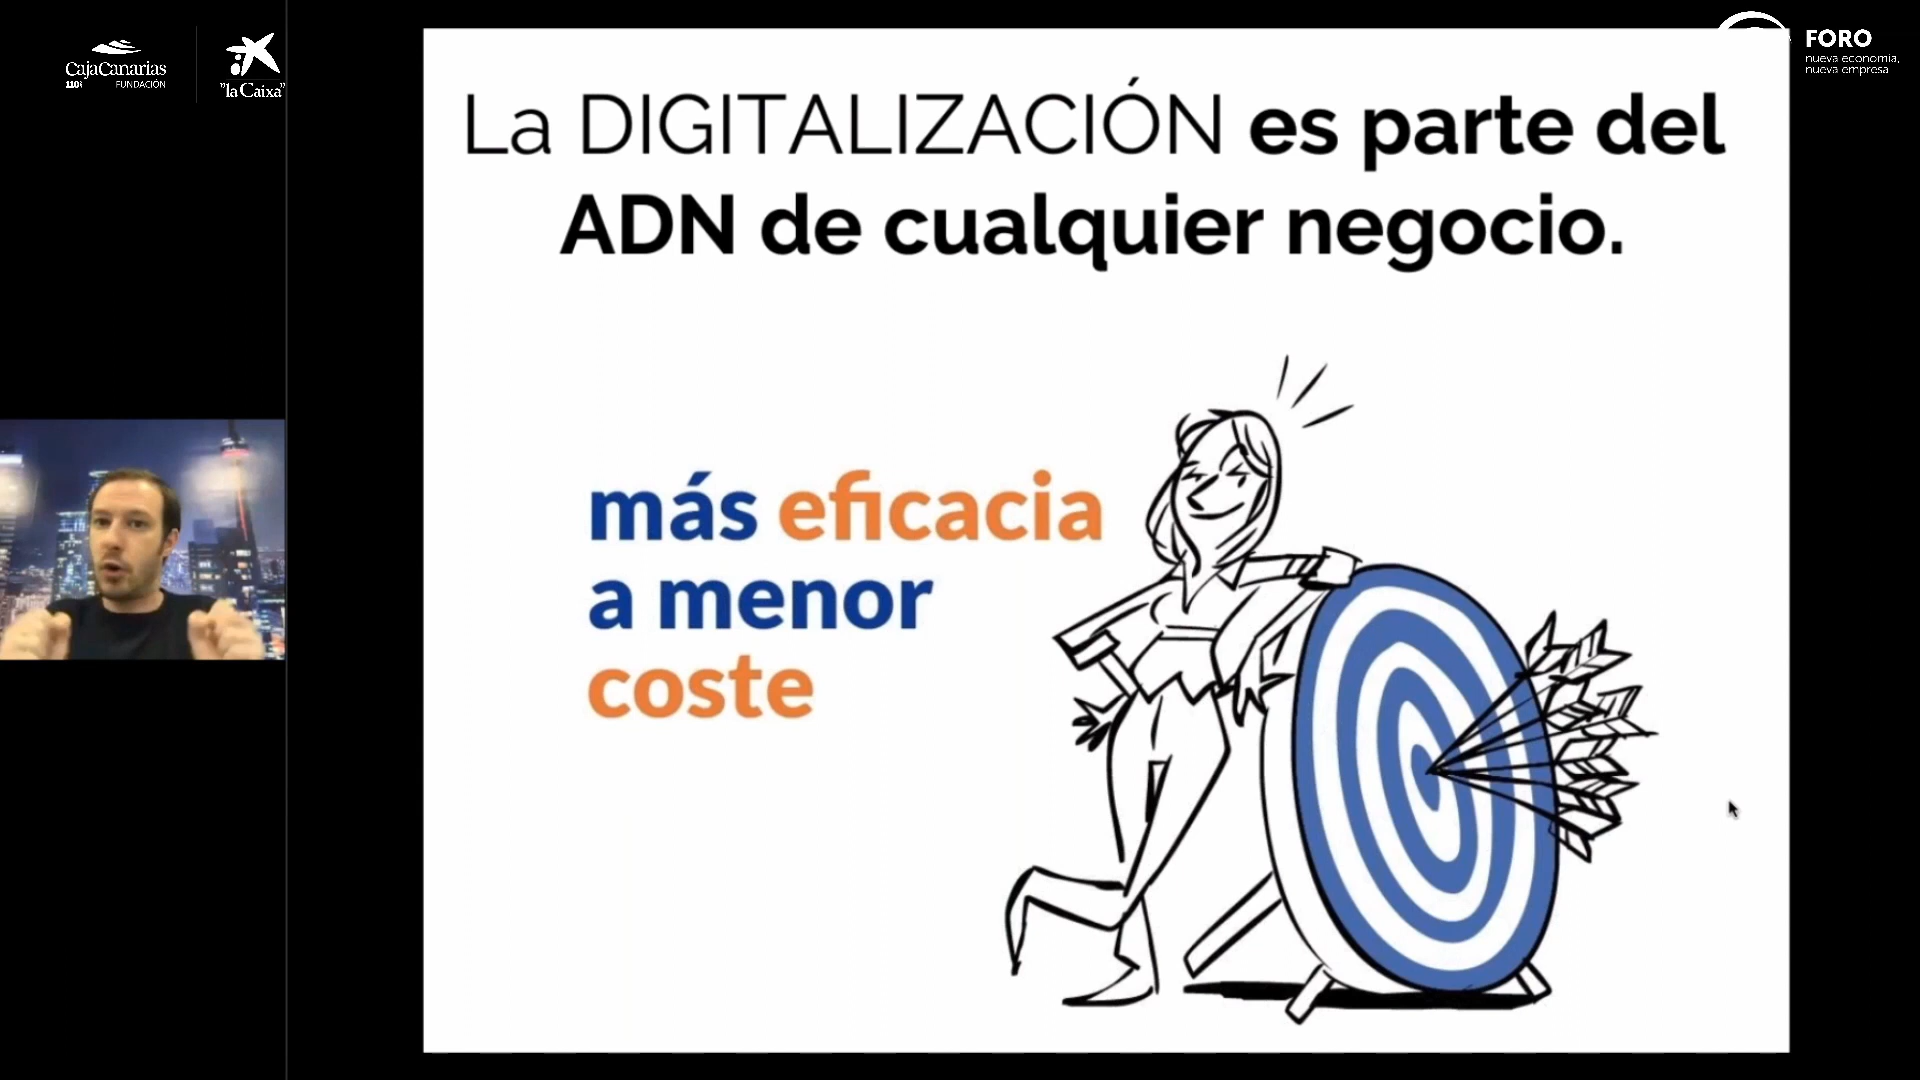 CajaCanarias
FUNDACIÓN
"la Caixa"
FORO
nueva economía,
nueva empresa
La DIGITALIZACIÓN es parte del
ADN de cualquier negocio.
más eficacia
a menor
coste